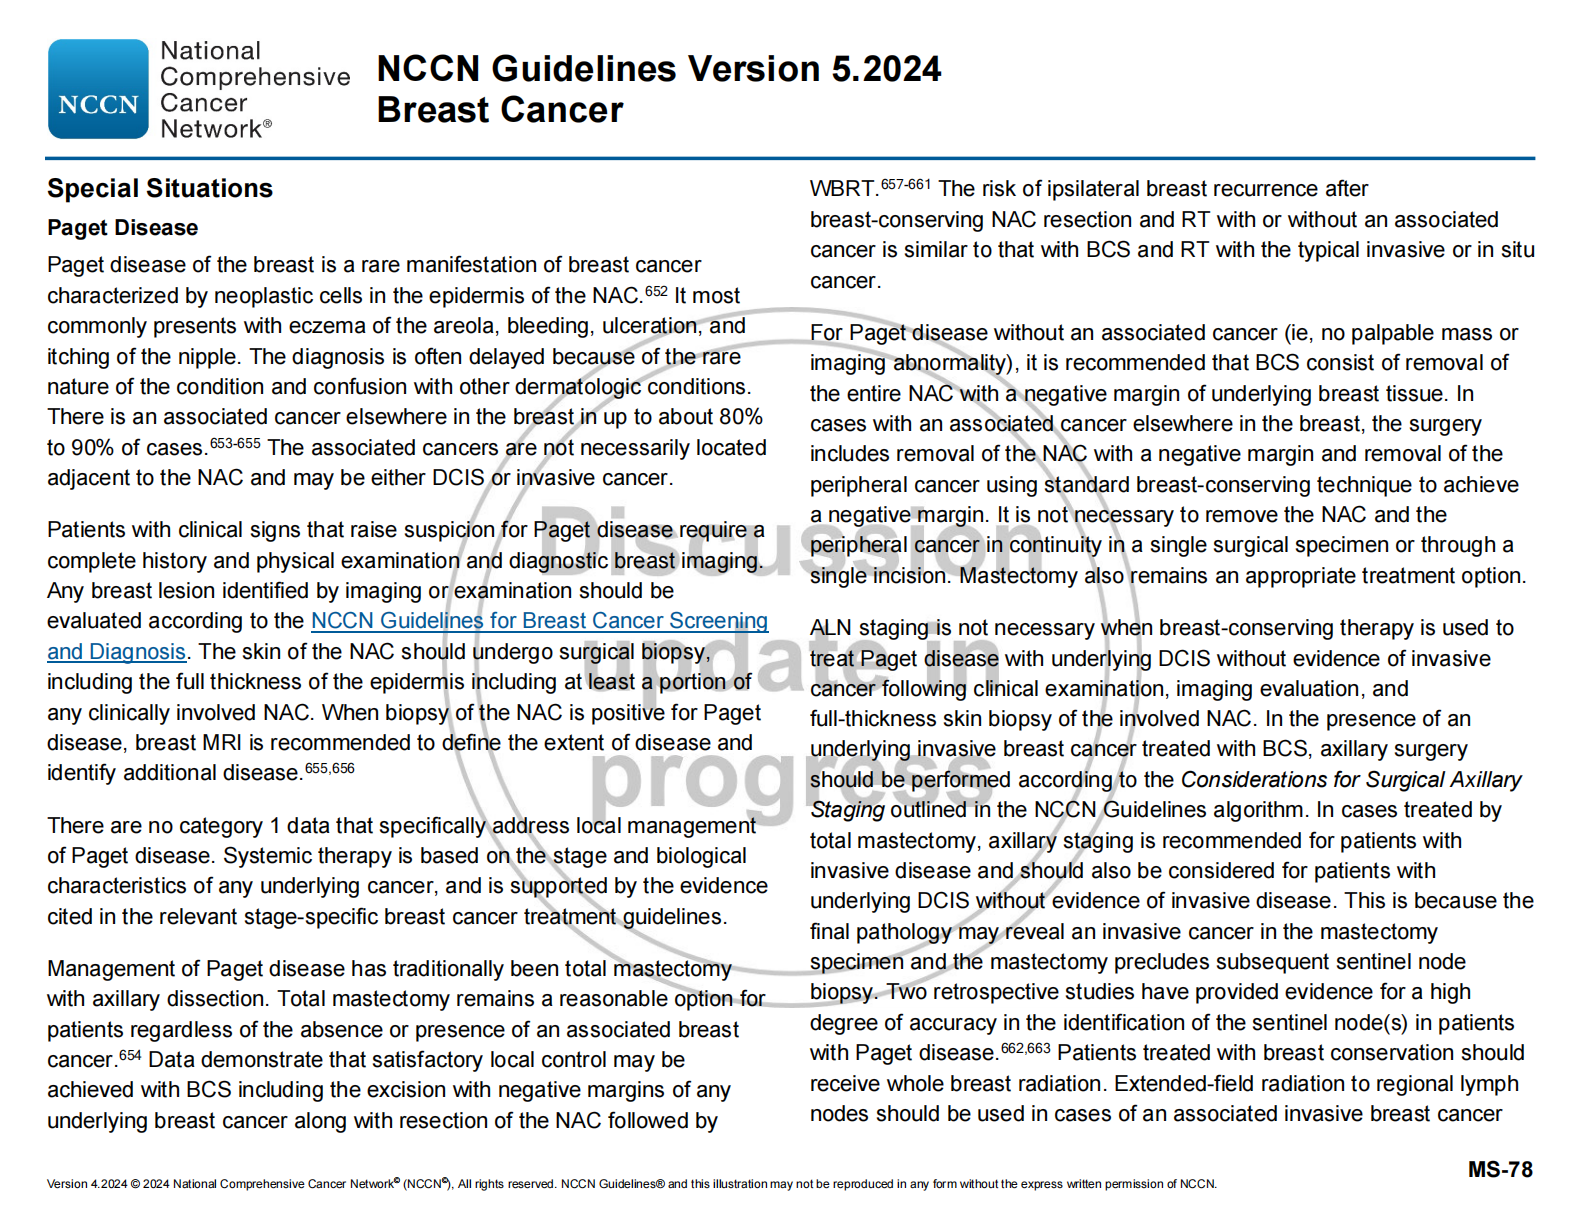 National
Comprehensive
Cancer
Network®
NCCN
NCCN Guidelines Version 5.2024
Breast Cancer
Special Situations
Paget Disease
Paget disease of the breast is a rare manifestation of breast cancer
characterized by neoplastic cells in the epidermis of the NAC.652 It most
commonly presents with eczema of the areola, bleeding, ulceration, and
itching of the nipple. The diagnosis is often delayed because of the rare
nature of the condition and confusion with other dermatologic conditions.
There is an associated cancer elsewhere in the breast in up to about 80%
to 90% of cases.653-655 The associated cancers are not necessarily located
adjacent to the NAC and may be either DCIS or invasive cancer.
Patients with clinical signs that raise suspicion for Paget disease require a
complete history and physical examination and diagnostic breast imaging.
Any breast lesion identified by imaging or examination should be
evaluated according to the NCCN Guidelines for Breast Cancer Screening
and Diagnosis. The skin of the NAC should undergo surgical biopsy,
including the full thickness of the epidermis including at least a portion of
any clinically involved NAC. When biopsy of the NAC is positive for Paget
disease, breast MRI is recommended to define the extent of disease and
identify additional disease.655,656
There are no category 1 data that specifically address local management
of Paget disease. Systemic therapy is based on the stage and biological
characteristics of any underlying cancer, and is supported by the evidence
cited in the relevant stage-specific breast cancer treatment guidelines.
Management of Paget disease has traditionally been total mastectomy
with axillary dissection. Total mastectomy remains a reasonable option for
patients regardless of the absence or presence of an associated breast
cancer.654 Data demonstrate that satisfactory local control may be
achieved with BCS including the excision with negative margins of any
underlying breast cancer along with resection of the NAC followed by
WBRT.657-661 The risk of ipsilateral breast recurrence after
breast-conserving NAC resection and RT with or without an associated
cancer is similar to that with BCS and RT with the typical invasive or in situ
cancer.
For Paget disease without an associated cancer (ie, no palpable mass or
imaging abnormality), it is recommended that BCS consist of removal of
the entire NAC with a negative margin of underlying breast tissue. In
cases with an associated cancer elsewhere in the breast, the surgery
includes removal of the NAC with a negative margin and removal of the
peripheral cancer using standard breast-conserving technique to achieve
a negative margin. It is not necessary to remove the NAC and the
peripheral cancer in continuity in a single surgical specimen or through a
single incision. Mastectomy also remains an appropriate treatment option.
ALN staging is not necessary when breast-conserving therapy is used to
treat Paget disease with underlying DCIS without evidence of invasive
cancer following clinical examination, imaging evaluation, and
full-thickness skin biopsy of the involved NAC. In the presence of an
underlying invasive breast cancer treated with BCS, axillary surgery
should be performed according to the Considerations for Surgical Axillary
Staging outlined in the NCCN Guidelines algorithm. In cases treated by
total mastectomy, axillary staging is recommended for patients with
invasive disease and should also be considered for patients with
underlying DCIS without evidence of invasive disease. This is because the
final pathology may reveal an invasive cancer in the mastectomy
specimen and the mastectomy precludes subsequent sentinel node
biopsy. Two retrospective studies have provided evidence for a high
degree of accuracy in the identification of the sentinel node(s) in patients
with Paget disease.662,663 Patients treated with breast conservation should
receive whole breast radiation. Extended-field radiation to regional lymph
nodes should be used in cases of an associated invasive breast cancer
Discussion
update in
progress
MS-78
Version 4.2024 © 2024 National Comprehensive Cancer Network© (NCCN©), All rights reserved. NCCN Guidelines® and this illustration may not be reproduced in any form without the express written permission of NCCN.